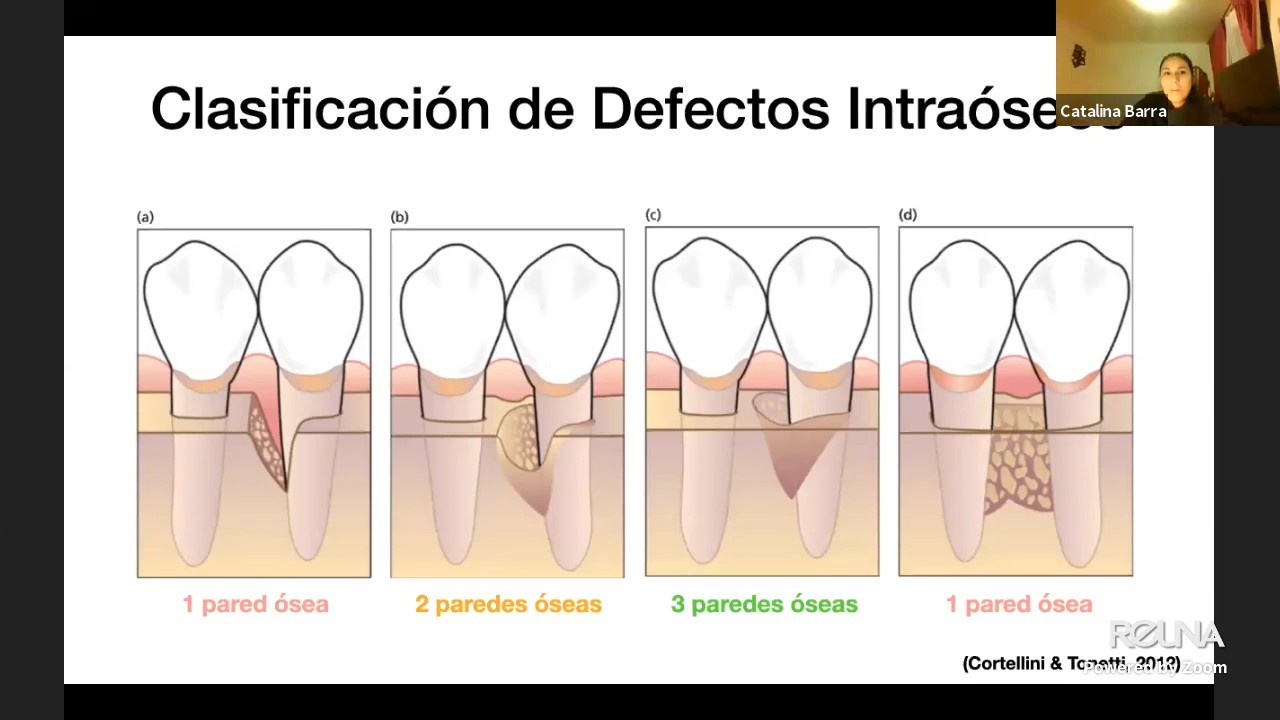 Clasificación de Defectos Intraóseos
Catalina Barra
(a) (b) (c) (d)
1 pared ósea 2 paredes óseas 3 paredes óseas 1 pared ósea
REUNA
(Cortellini & Tonetti, 2012)
Powered by Zoom